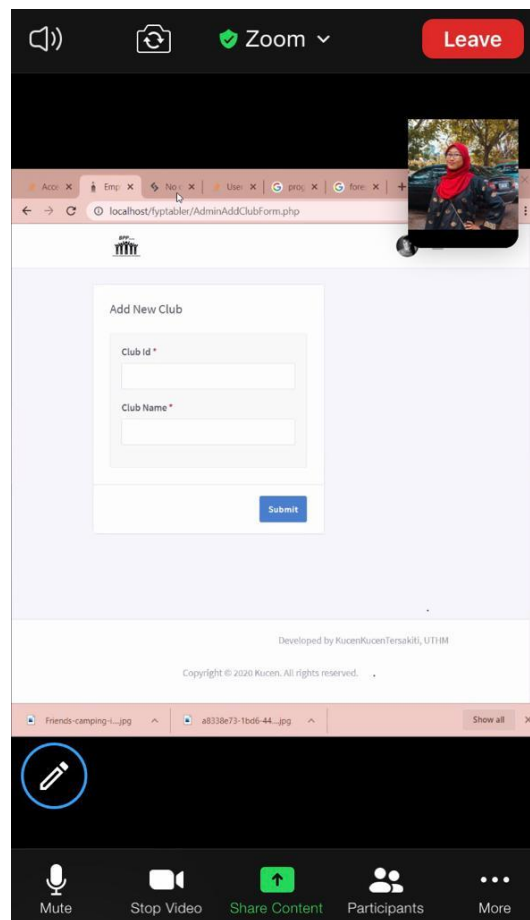 Zoom
Leave
Acce
Emp
No
User
prog
fore
localhost/fyptabler/AdminAddClubForm.php
Add New Club
Club Id *
Club Name *
Submit
Developed by KucenKucenTersakiti, UTHM
Copyright © 2020 Kucen. All rights reserved.
Friends-camping-i....jpg
a8338e73-1bd6-44....jpg
Show all
Mute
Stop Video
Share Content
Participants
More